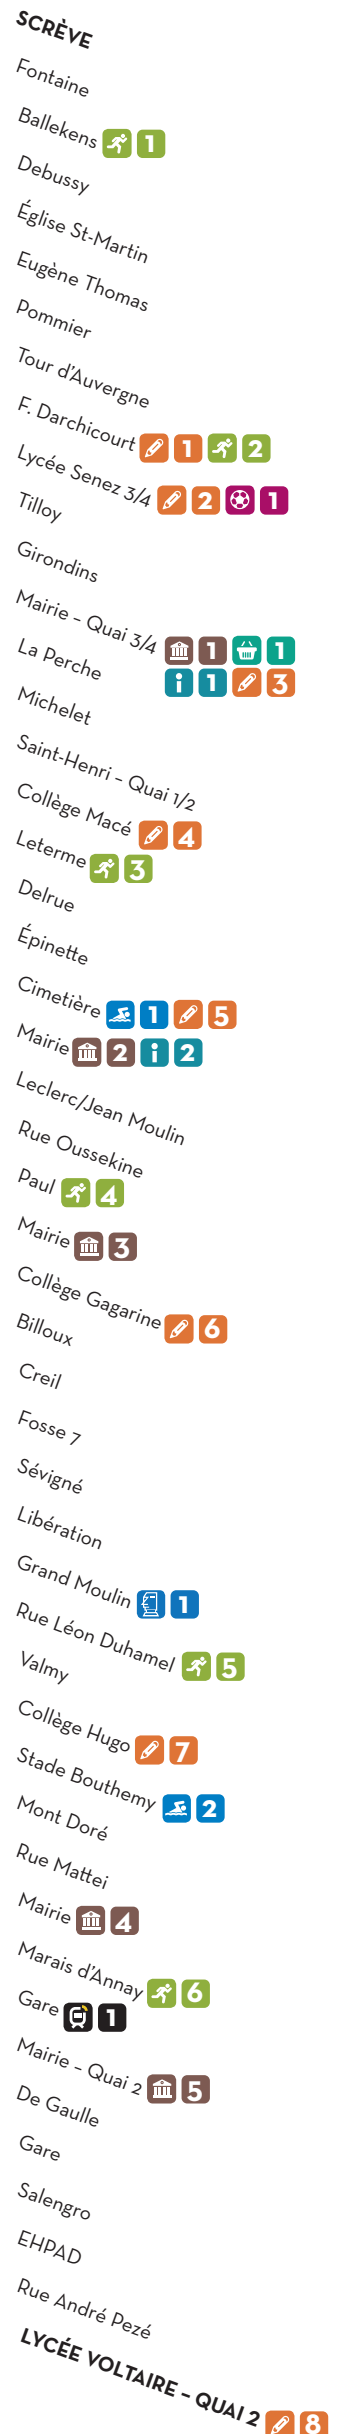 SCRÈVE
Fontaine
Ballekens 1
Debussy
Église St-Martin
Eugène Thomas
Pommier
Tour d'Auvergne
F. Darchicourt 1 2
Lycée Senez 3/4 2 1
Tilloy
Girondins
Mairie – Quai 3/4 1 1
La Perche i 1 3
Michelet
Saint-Henri – Quai 1/2
Collège Macé 4
Leterme 3
Delrue
Épinette
Cimetière 1 5
Mairie 2 i 2
Leclerc/Jean Moulin
Rue Oussekine
Paul 4
Mairie 3
Collège Gagarine 6
Billoux
Creil
Fosse 7
Sévigné
Libération
Grand Moulin 1
Rue Léon Duhamel 5
Valmy
Collège Hugo 7
Stade Bouthemy 2
Mont Doré
Rue Mattei
Mairie 4
Marais d'Annay 6
Gare 1
Mairie – Quai 2 5
De Gaulle
Gare
Salengro
EHPAD
Rue André Pezé
LYCÉE VOLTAIRE – QUAI 2 8